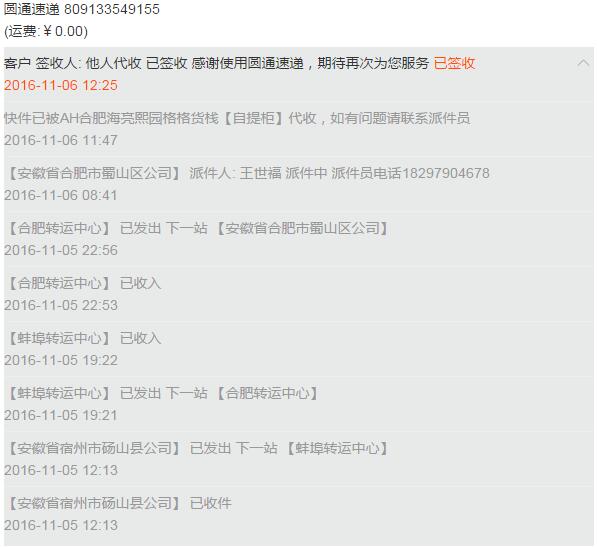 圆通速递 809133549155
(运费:￥0.00)
客户 签收人: 他人代收 已签收 感谢使用圆通速递，期待再次为您服务 已签收
2016-11-06 12:25
快件已被AH合肥海亮熙园格格货栈【自提柜】代收，如有问题请联系派件员
2016-11-06 11:47
【安徽省合肥市蜀山区公司】 派件人: 王世福 派件中 派件员电话18297904678
2016-11-06 08:41
【合肥转运中心】 已发出 下一站 【安徽省合肥市蜀山区公司】
2016-11-05 22:56
【合肥转运中心】 已收入
2016-11-05 22:53
【蚌埠转运中心】 已收入
2016-11-05 19:22
【蚌埠转运中心】 已发出 下一站 【合肥转运中心】
2016-11-05 19:21
【安徽省宿州市砀山县公司】 已发出 下一站 【蚌埠转运中心】
2016-11-05 12:13
【安徽省宿州市砀山县公司】 已收件
2016-11-05 12:13